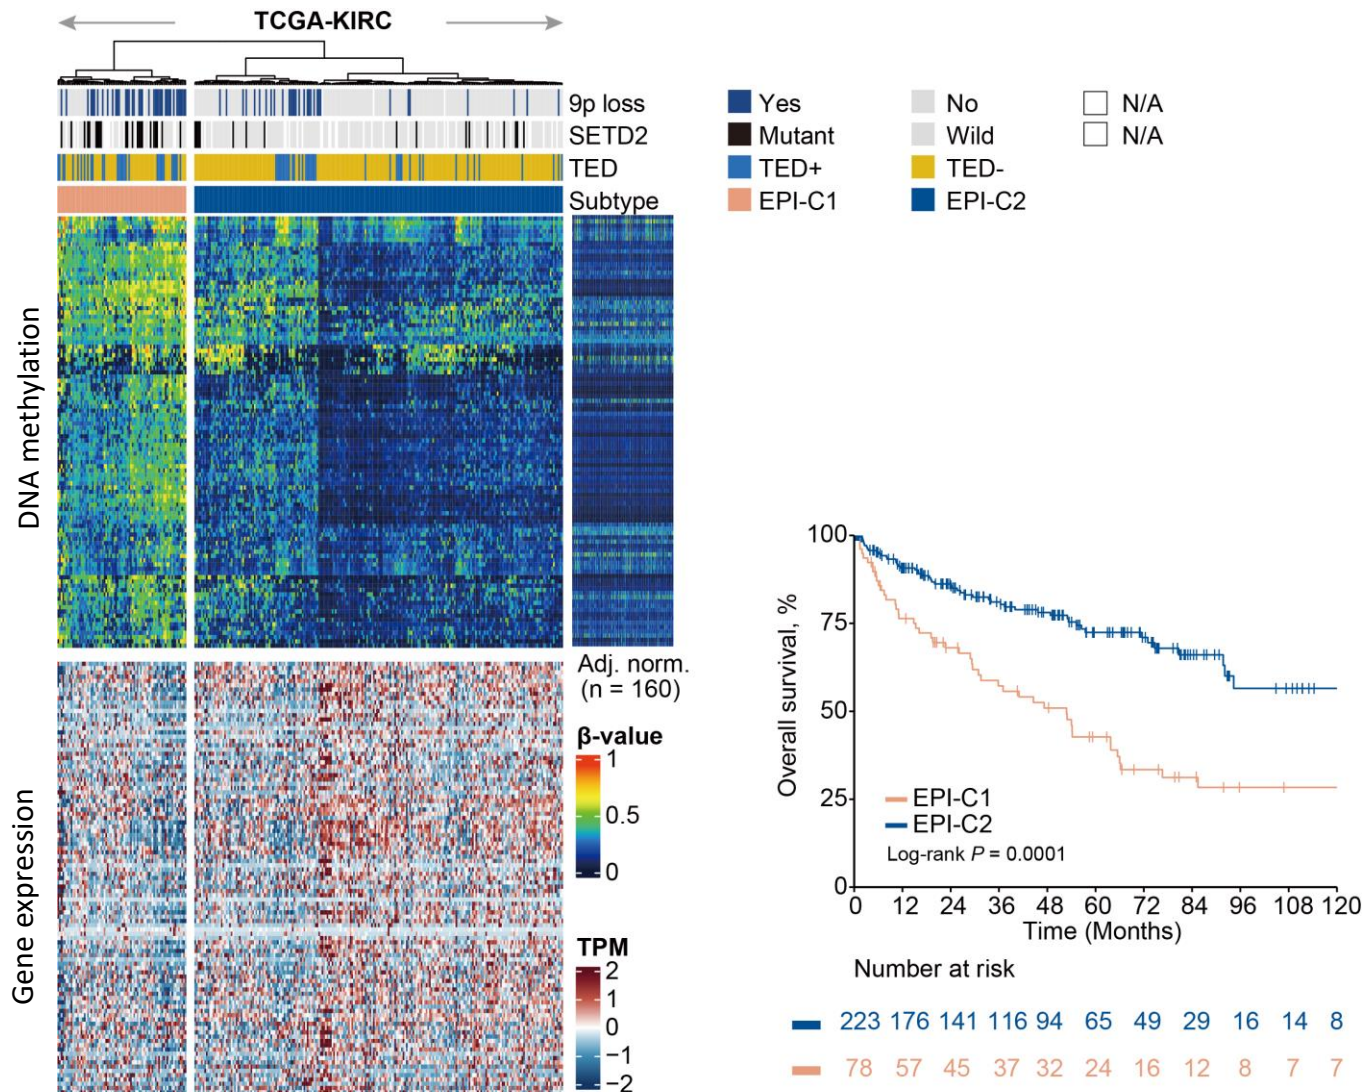 TCGA-KIRC
9p loss
SETD2
TED
Subtype
Yes No N/A
Mutant Wild N/A
TED+ TED-
EPI-C1 EPI-C2
DNA methylation
Adj. norm.
(n = 160)
β-value
1
0.5
0
Gene expression
TPM
2
1
0
−1
−2
Overall survival, %
100
75
50
25
0
EPI-C1
EPI-C2
Log-rank P = 0.0001
0 12 24 36 48 60 72 84 96 108 120
Time (Months)
Number at risk
223 176 141 116 94 65 49 29 16 14 8
78 57 45 37 32 24 16 12 8 7 7